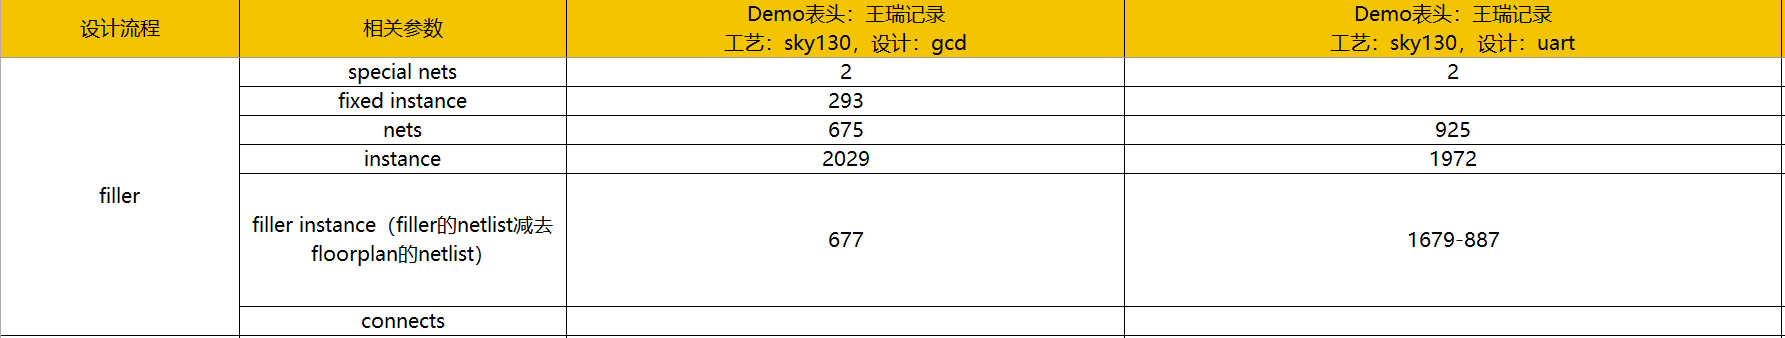 设计流程
相关参数
Demo表头：王瑞记录
工艺：sky130，设计：gcd
Demo表头：王瑞记录
工艺：sky130，设计：uart
filler
special nets
2
2
fixed instance
293
nets
675
925
instance
2029
1972
filler instance（filler的netlist减去
floorplan的netlist）
677
1679-887
connects